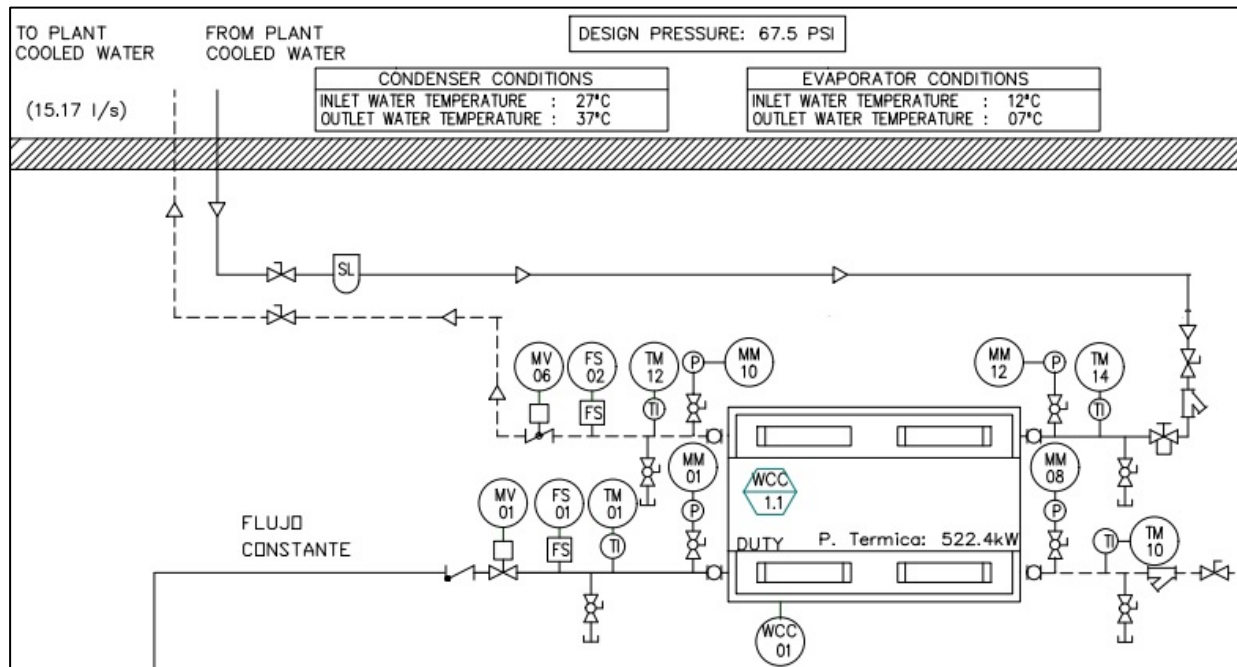 TO PLANT
COOLED WATER
FROM PLANT
COOLED WATER
DESIGN PRESSURE: 67.5 PSI
(15.17 l/s)
CONDENSER CONDITIONS
INLET WATER TEMPERATURE : 27°C
OUTLET WATER TEMPERATURE : 37°C
EVAPORATOR CONDITIONS
INLET WATER TEMPERATURE : 12°C
OUTLET WATER TEMPERATURE : 07°C
SL
MV
06
FS
02
TM
12
P
MM
10
MM
12
P
TM
14
FS
TI
TI
MM
01
MM
08
WCC
1.1
MV
01
FS
01
TM
01
P
P
FLUJO
CONSTANTE
FS
TI
DUTY P. Termica: 522.4kW
TI
TM
10
WCC
01